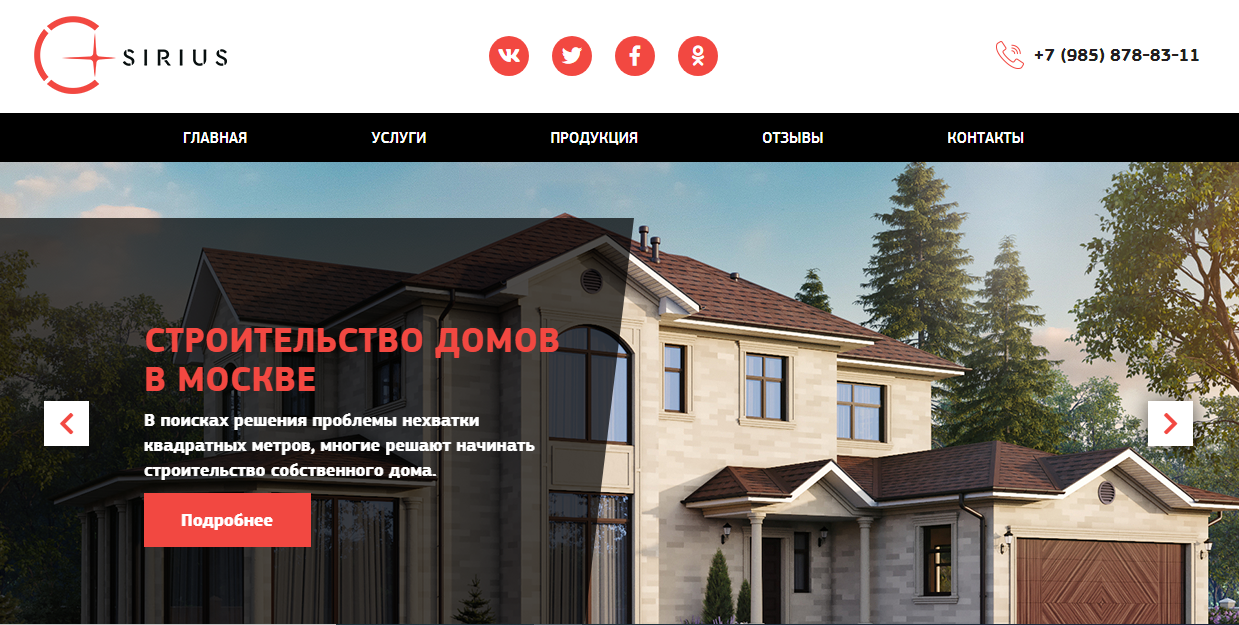 SIRIUS
+7 (985) 878-83-11
ГЛАВНАЯ
УСЛУГИ
ПРОДУКЦИЯ
ОТЗЫВЫ
КОНТАКТЫ
СТРОИТЕЛЬСТВО ДОМОВ
В МОСКВЕ
В поисках решения проблемы нехватки
квадратных метров, многие решают начинать
строительство собственного дома.
Подробнее